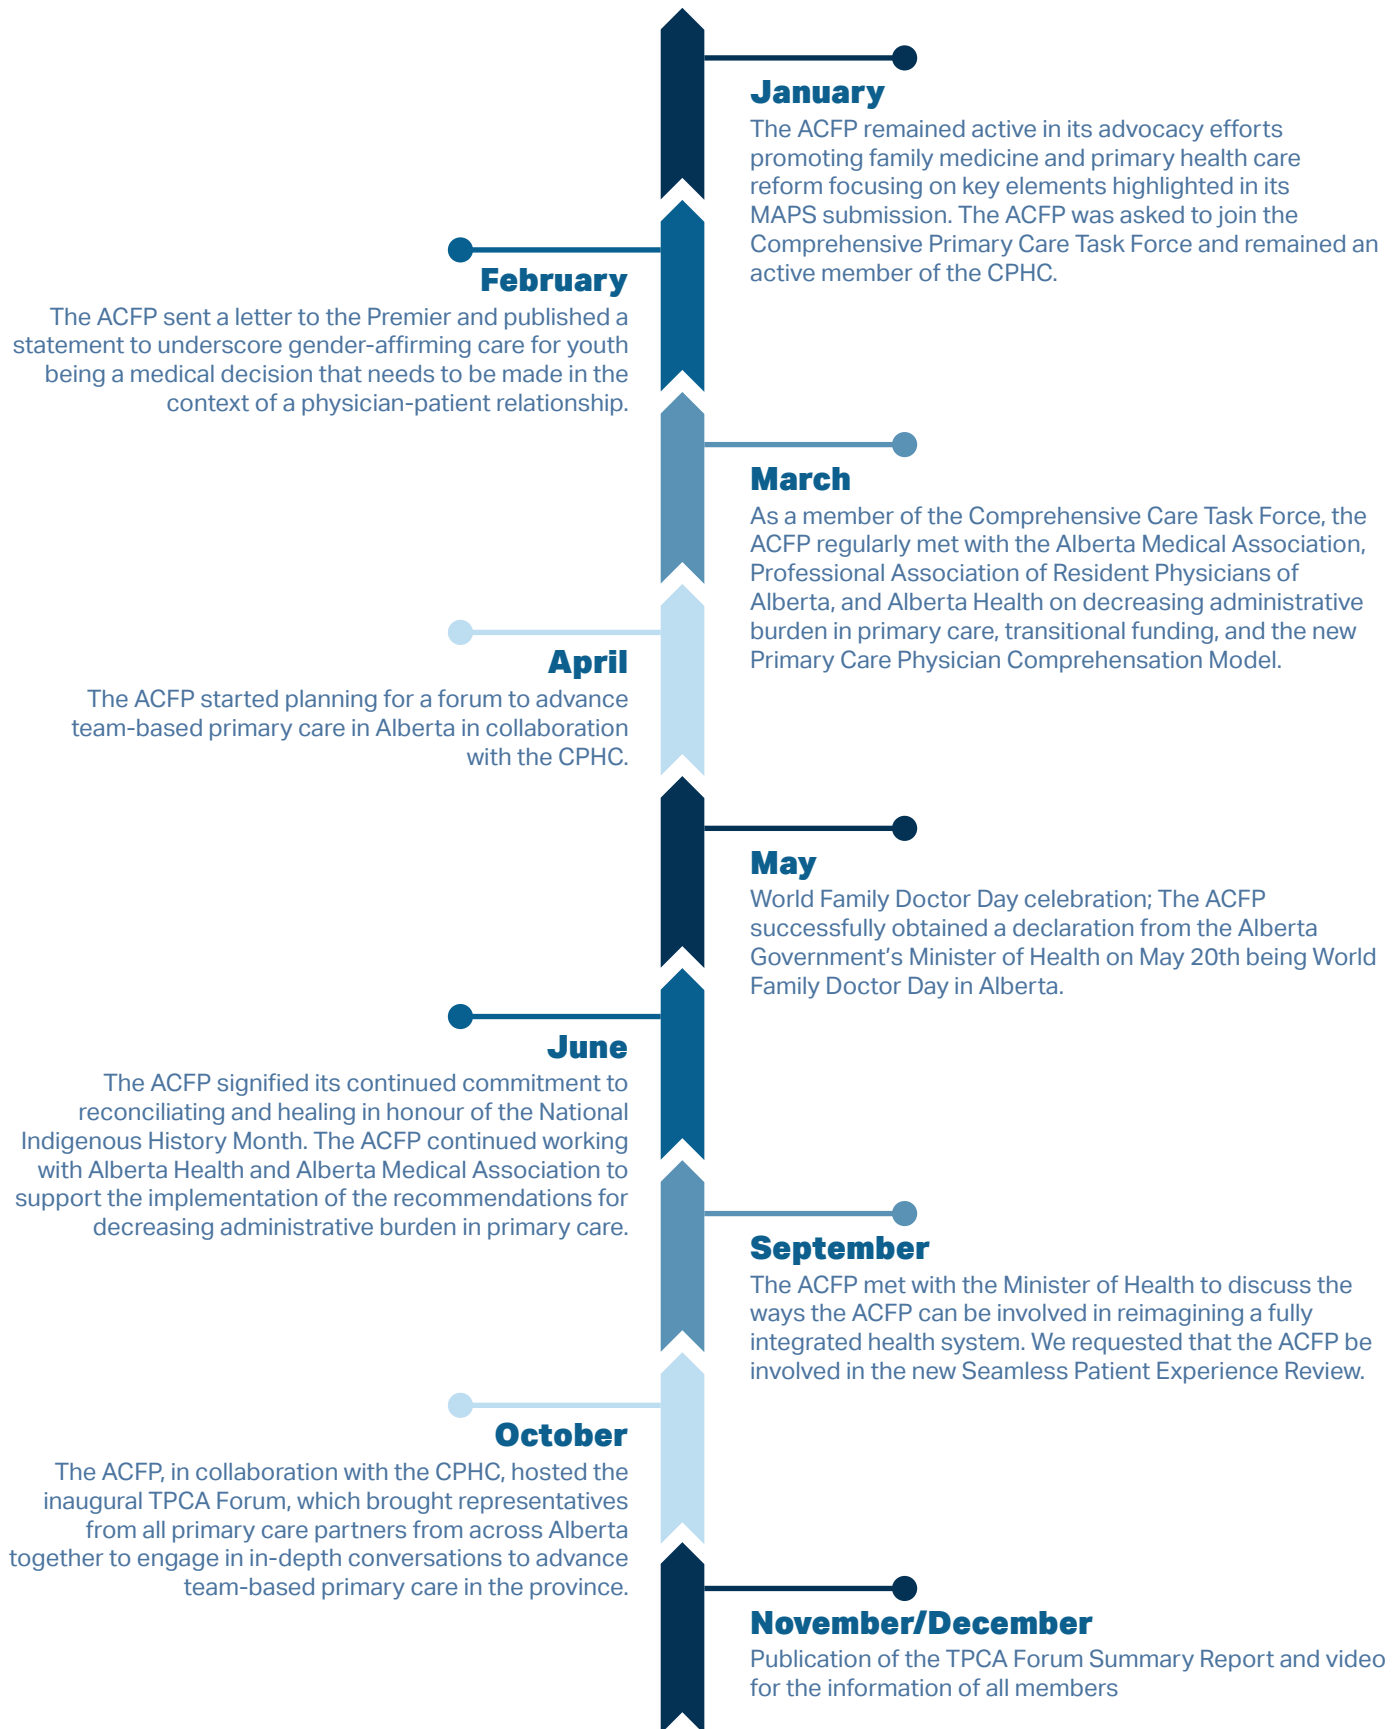 January
The ACFP remained active in its advocacy efforts
promoting family medicine and primary health care
reform focusing on key elements highlighted in its
MAPS submission. The ACFP was asked to join the
Comprehensive Primary Care Task Force and remained an
active member of the CPHC.
February
The ACFP sent a letter to the Premier and published a
statement to underscore gender-affirming care for youth
being a medical decision that needs to be made in the
context of a physician-patient relationship.
March
As a member of the Comprehensive Care Task Force, the
ACFP regularly met with the Alberta Medical Association,
Professional Association of Resident Physicians of
Alberta, and Alberta Health on decreasing administrative
burden in primary care, transitional funding, and the new
Primary Care Physician Comprehensation Model.
April
The ACFP started planning for a forum to advance
team-based primary care in Alberta in collaboration
with the CPHC.
May
World Family Doctor Day celebration; The ACFP
successfully obtained a declaration from the Alberta
Government's Minister of Health on May 20th being World
Family Doctor Day in Alberta.
June
The ACFP signified its continued commitment to
reconciliating and healing in honour of the National
Indigenous History Month. The ACFP continued working
with Alberta Health and Alberta Medical Association to
support the implementation of the recommendations for
decreasing administrative burden in primary care.
September
The ACFP met with the Minister of Health to discuss the
ways the ACFP can be involved in reimagining a fully
integrated health system. We requested that the ACFP be
involved in the new Seamless Patient Experience Review.
October
The ACFP, in collaboration with the CPHC, hosted the
inaugural TPCA Forum, which brought representatives
from all primary care partners from across Alberta
together to engage in in-depth conversations to advance
team-based primary care in the province.
November/December
Publication of the TPCA Forum Summary Report and video
for the information of all members